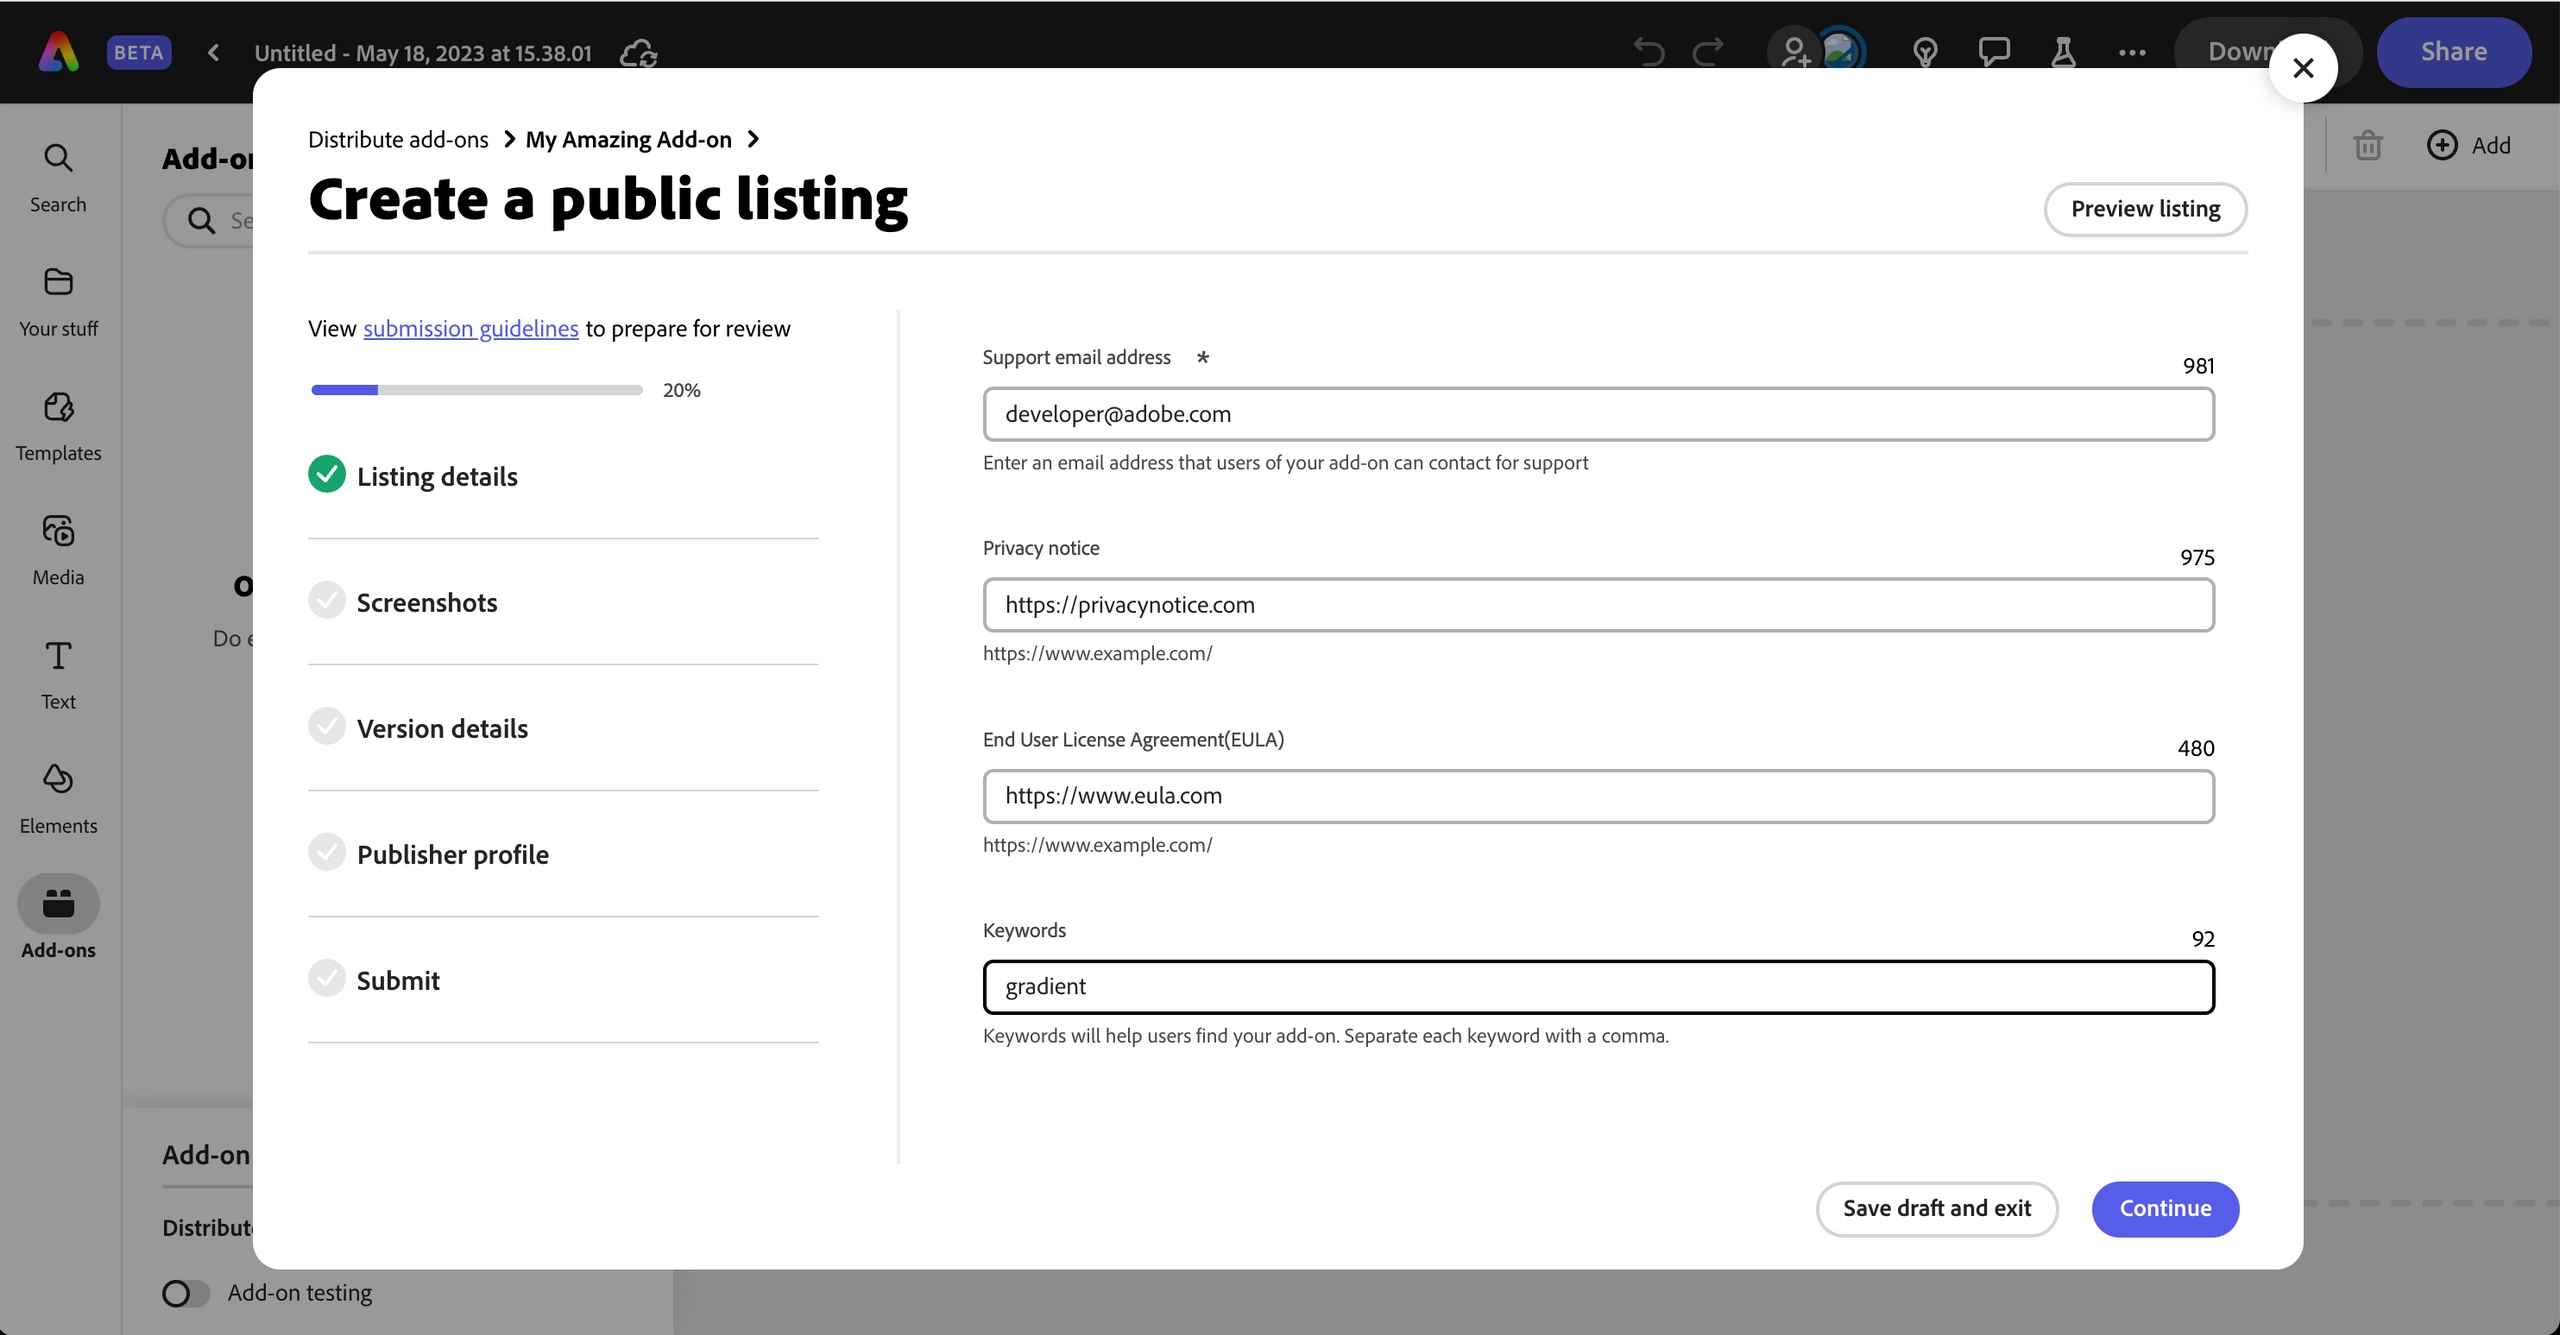 BETA
Untitled - May 18, 2023 at 15.38.01
Share
Search
Your stuff
Templates
Media
Text
Elements
Add-ons
Add
Distribute add-ons > My Amazing Add-on >
Create a public listing
Preview listing
View submission guidelines to prepare for review
20%
Listing details
Screenshots
Version details
Publisher profile
Submit
Support email address *
981
developer@adobe.com
Enter an email address that users of your add-on can contact for support
Privacy notice
975
https://privacynotice.com
https://www.example.com/
End User License Agreement(EULA)
480
https://www.eula.com
https://www.example.com/
Keywords
92
gradient
Keywords will help users find your add-on. Separate each keyword with a comma.
Save draft and exit
Continue
Add-on
Add-on testing